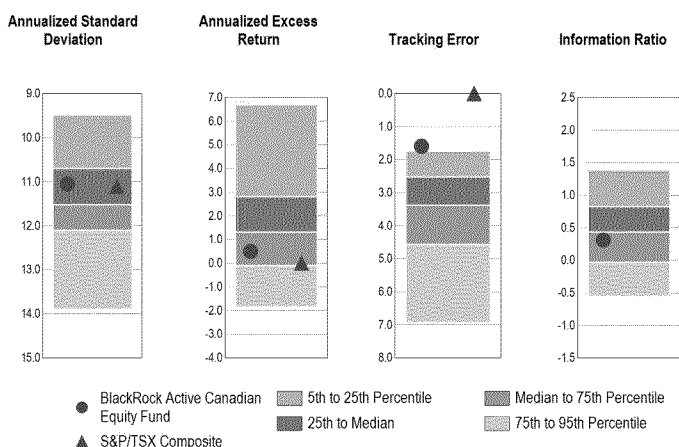 Annualized Standard
Deviation
Annualized Excess
Return
Tracking Error
Information Ratio
9.0
10.0
11.0
12.0
13.0
14.0
15.0
7.0
6.0
5.0
4.0
3.0
2.0
1.0
0.0
-1.0
-2.0
-3.0
-4.0
0.0
1.0
2.0
3.0
4.0
5.0
6.0
7.0
8.0
2.5
2.0
1.5
1.0
0.5
0.0
-0.5
-1.0
-1.5
BlackRock Active Canadian
Equity Fund
S&P/TSX Composite
5th to 25th Percentile
25th to Median
Median to 75th Percentile
75th to 95th Percentile